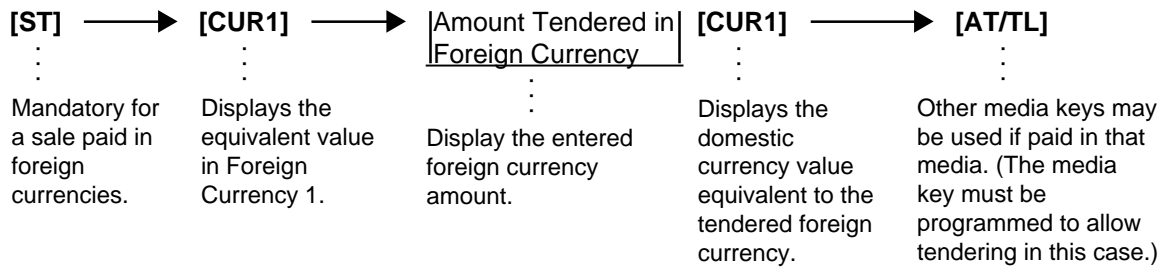 [ST] [CUR1] Amount Tendered in [CUR1] [AT/TL]
Foreign Currency
Mandatory for
a sale paid in
foreign
currencies.
Displays the
equivalent value
in Foreign
Currency 1.
Display the entered
foreign currency
amount.
Displays the
domestic
currency value
equivalent to the
tendered foreign
currency.
Other media keys may
be used if paid in that
media. (The media
key must be
programmed to allow
tendering in this case.)